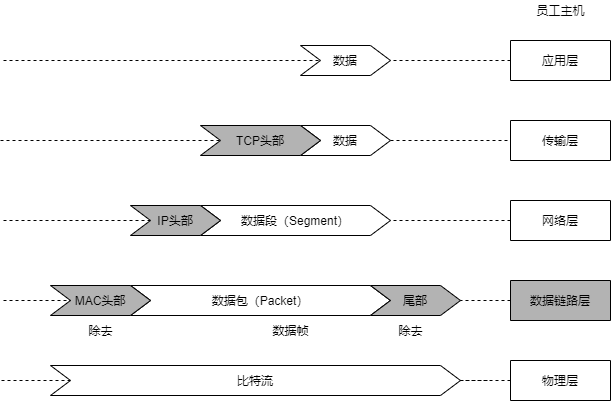 员工主机
数据
应用层
TCP头部
数据
传输层
IP头部
数据段（Segment）
网络层
MAC头部
数据包（Packet）
尾部
数据链路层
除去
数据帧
除去
比特流
物理层